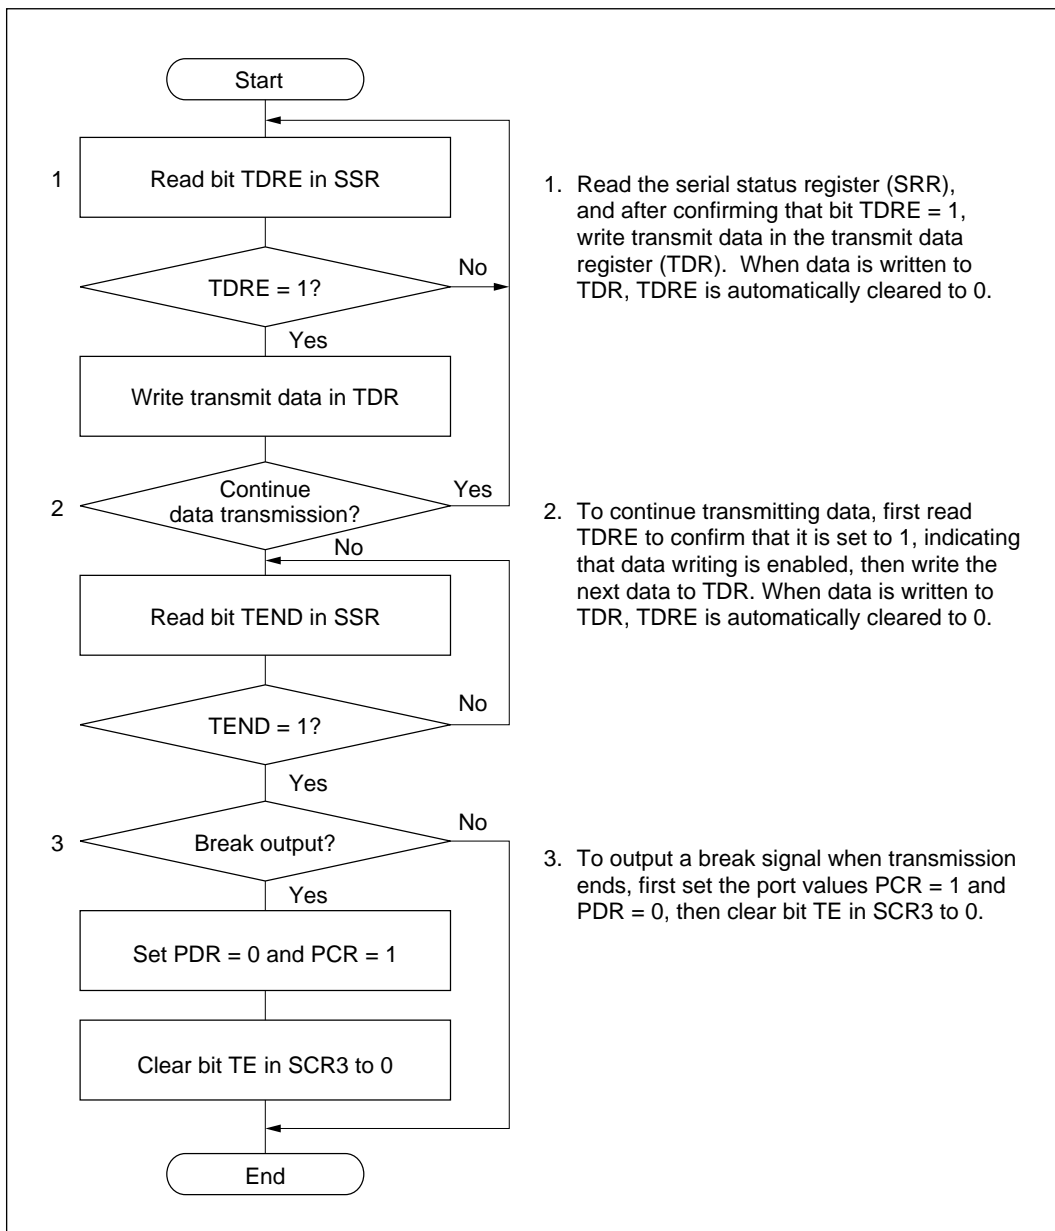 Start
1
Read bit TDRE in SSR
TDRE = 1?
No
Yes
Write transmit data in TDR
2
Continue
data transmission?
Yes
No
Read bit TEND in SSR
TEND = 1?
No
Yes
3
Break output?
No
Yes
Set PDR = 0 and PCR = 1
Clear bit TE in SCR3 to 0
End
1. Read the serial status register (SRR),
and after confirming that bit TDRE = 1,
write transmit data in the transmit data
register (TDR).  When data is written to
TDR, TDRE is automatically cleared to 0.
2. To continue transmitting data, first read
TDRE to confirm that it is set to 1, indicating
that data writing is enabled, then write the
next data to TDR. When data is written to
TDR, TDRE is automatically cleared to 0.
3. To output a break signal when transmission
ends, first set the port values PCR = 1 and
PDR = 0, then clear bit TE in SCR3 to 0.